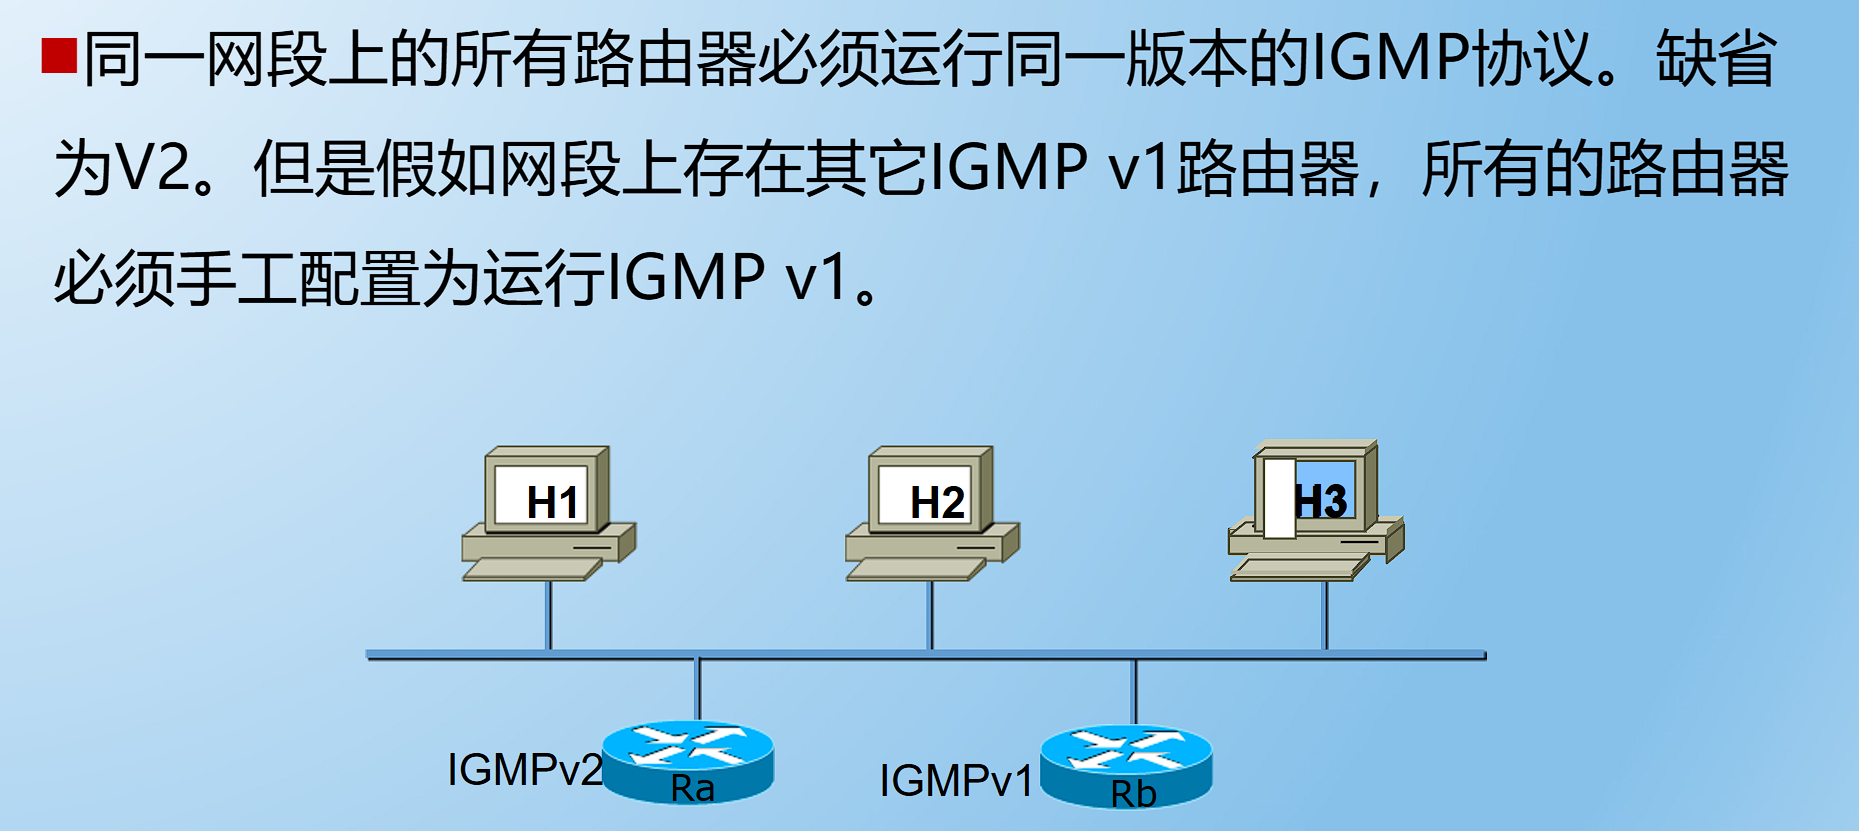 同一网段上的所有路由器必须运行同一版本的IGMP协议。缺省
为V2。但是假如网段上存在其它IGMP v1路由器，所有的路由器
必须手工配置为运行IGMP v1。
H1
H2
H3
IGMPv2
Ra
IGMPv1
Rb